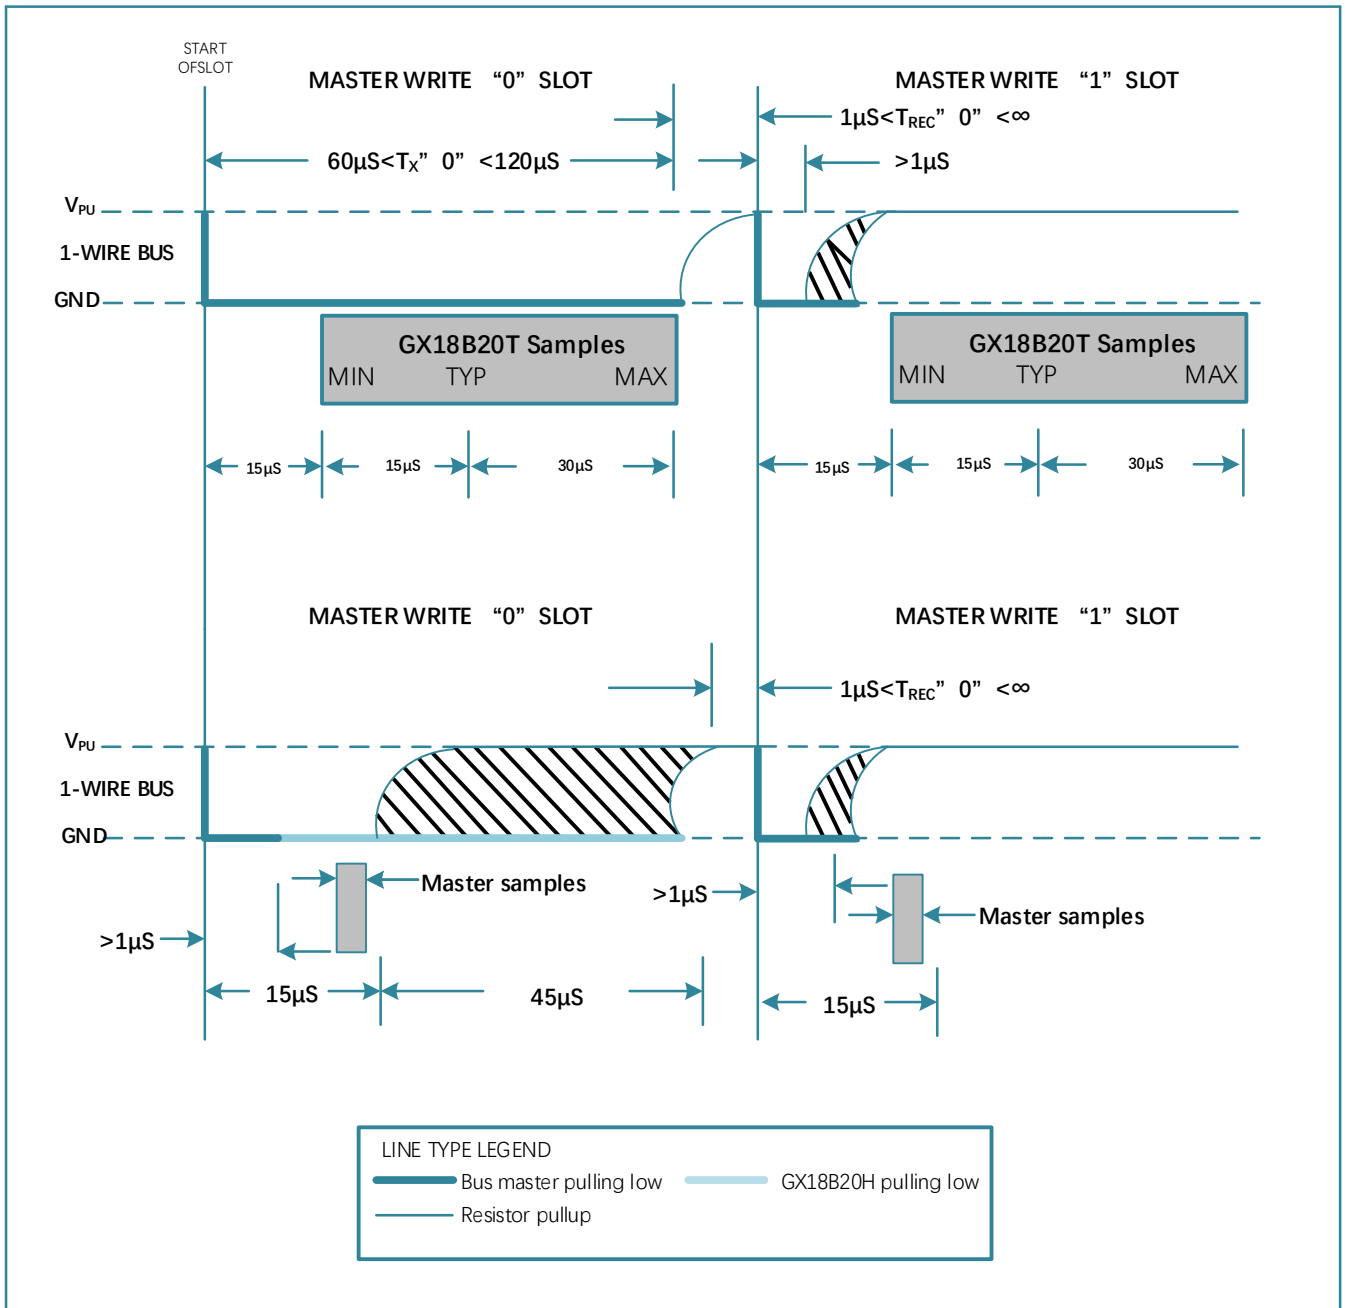 START
OFSLOT
MASTER WRITE “0” SLOT
MASTER WRITE “1” SLOT
1µS<TREC” 0” <∞
60µS<TX” 0” <120µS
>1µS
VPU
1-WIRE BUS
GND
GX18B20T Samples
MIN TYP MAX
GX18B20T Samples
MIN TYP MAX
15µS 15µS 30µS
15µS 15µS 30µS
MASTER WRITE “0” SLOT
MASTER WRITE “1” SLOT
1µS<TREC” 0” <∞
VPU
1-WIRE BUS
GND
Master samples
>1µS
Master samples
>1µS
15µS 45µS
15µS
LINE TYPE LEGEND
Bus master pulling low
GX18B20H pulling low
Resistor pullup